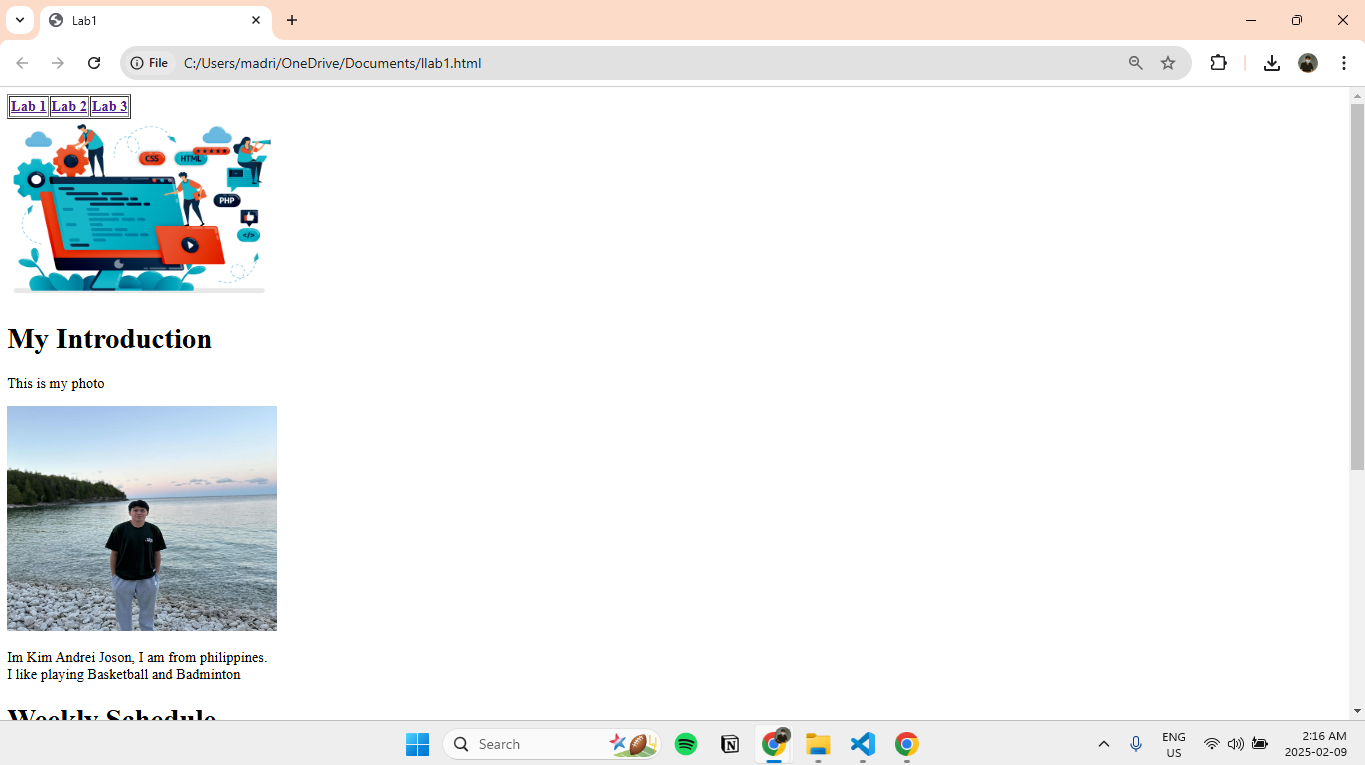 Lab1
File C:/Users/madri/OneDrive/Documents/llab1.html
Lab 1 Lab 2 Lab 3
CSS HTML
PHP
</>
My Introduction
This is my photo
Im Kim Andrei Joson, I am from philippines.
I like playing Basketball and Badminton
Weekly Schedule
Search
ENG
US
2:16 AM
2025-02-09